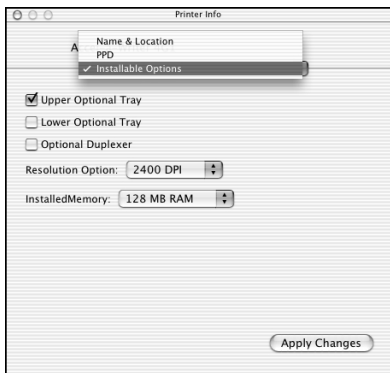 Printer Info
Name & Location
A PPD
✓ Installable Options
Upper Optional Tray
Lower Optional Tray
Optional Duplexer
Resolution Option: 2400 DPI
InstalledMemory: 128 MB RAM
Apply Changes